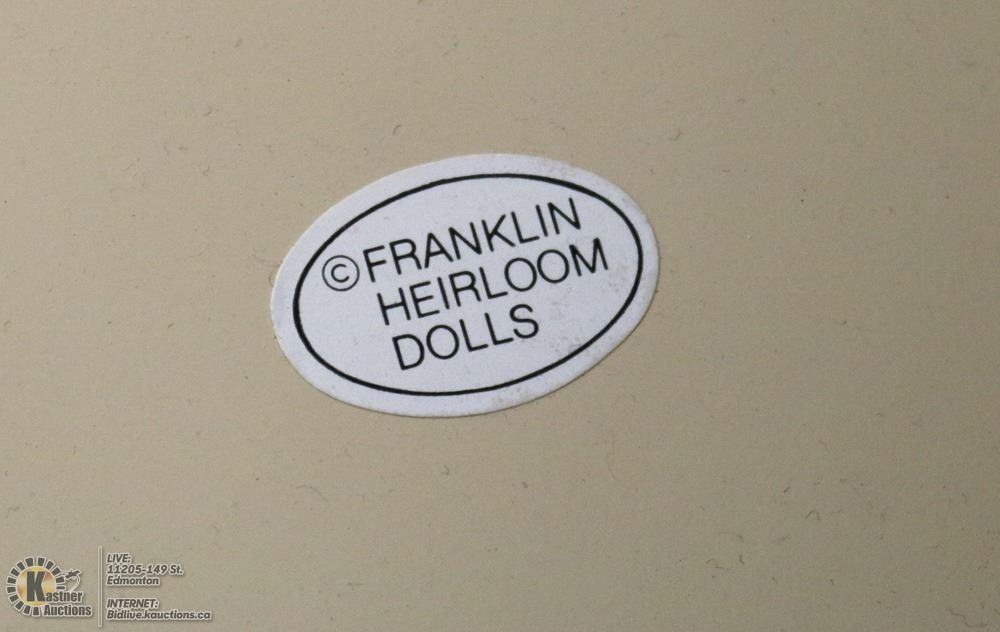 © FRANKLIN
HEIRLOOM
DOLLS
Kastner
Auctions
LIVE:
11205-149 St.
Edmonton
INTERNET:
Bidlive.kauctions.ca